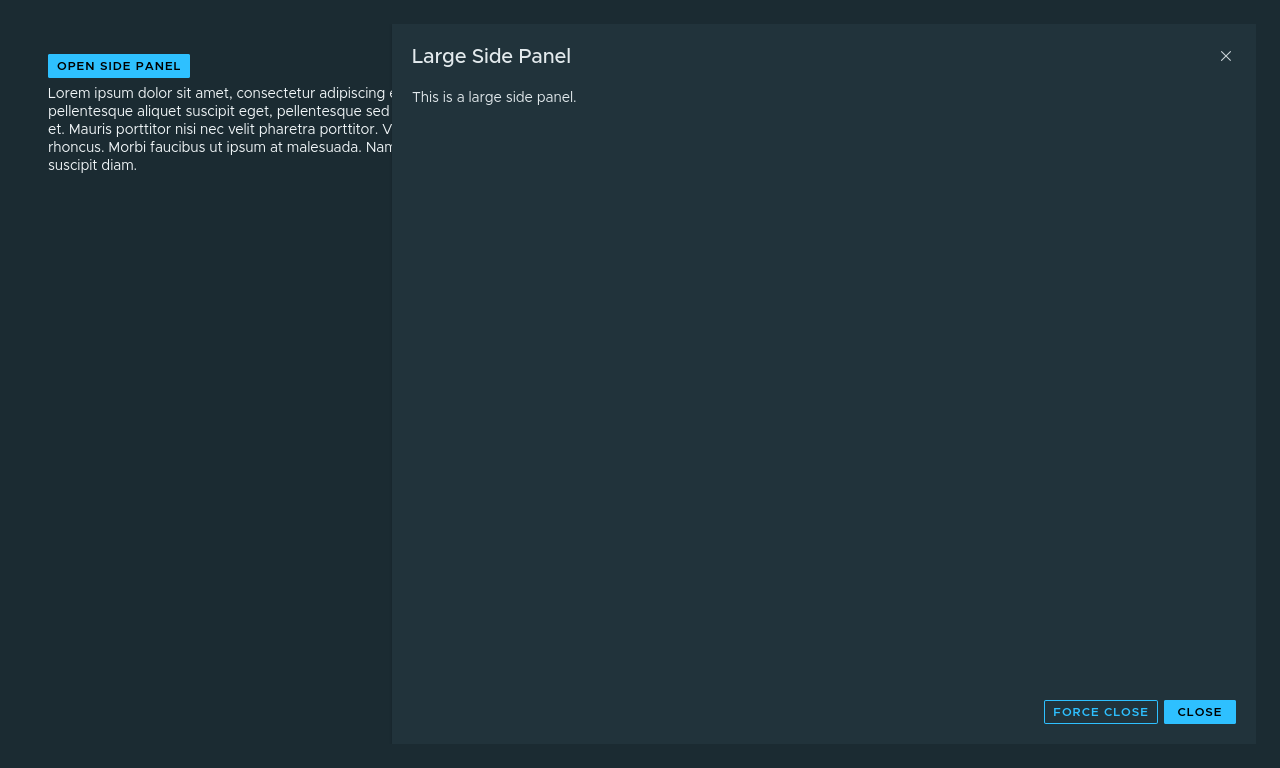 OPEN SIDE PANEL
Lorem ipsum dolor sit amet, consectetur adipiscing
pellentesque aliquet suscipit eget, pellentesque sed
et. Mauris porttitor nisi nec velit pharetra porttitor.
rhoncus. Morbi faucibus ut ipsum at malesuada. Nam
suscipit diam.
Large Side Panel
This is a large side panel.
FORCE CLOSE
CLOSE